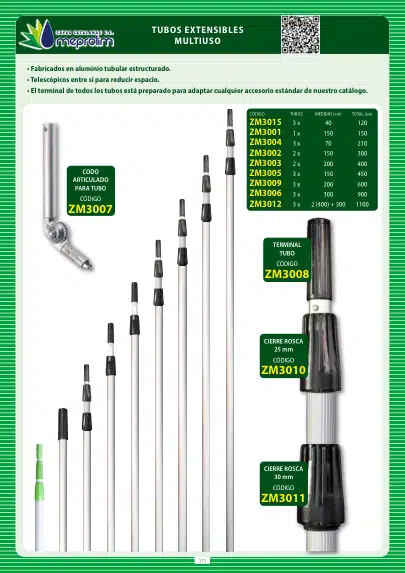 CAYRE CATALANAS S.L.
meprolim
TUBOS EXTENSIBLES
MULTIUSO
• Fabricados en aluminio tubular estructurado.
• Telescópicos entre sí para reducir espacio.
• El terminal de todos los tubos está preparado para adaptar cualquier accesorio estándar de nuestro catálogo.
CÓDIGO TUBOS MEDIDAS (cm) TOTAL (cm)
ZM3015 3 x 40 120
ZM3001 1 x 150 150
ZM3004 3 x 70 210
ZM3002 2 x 150 300
ZM3003 2 x 200 400
ZM3005 3 x 150 450
ZM3009 3 x 200 600
ZM3006 3 x 300 900
ZM3012 3 x 2 (400) + 300 1100
CODO
ARTICULADO
PARA TUBO
CÓDIGO
ZM3007
TERMINAL
TUBO
CÓDIGO
ZM3008
CIERRE ROSCA
25 mm
CÓDIGO
ZM3010
CIERRE ROSCA
30 mm
CÓDIGO
ZM3011